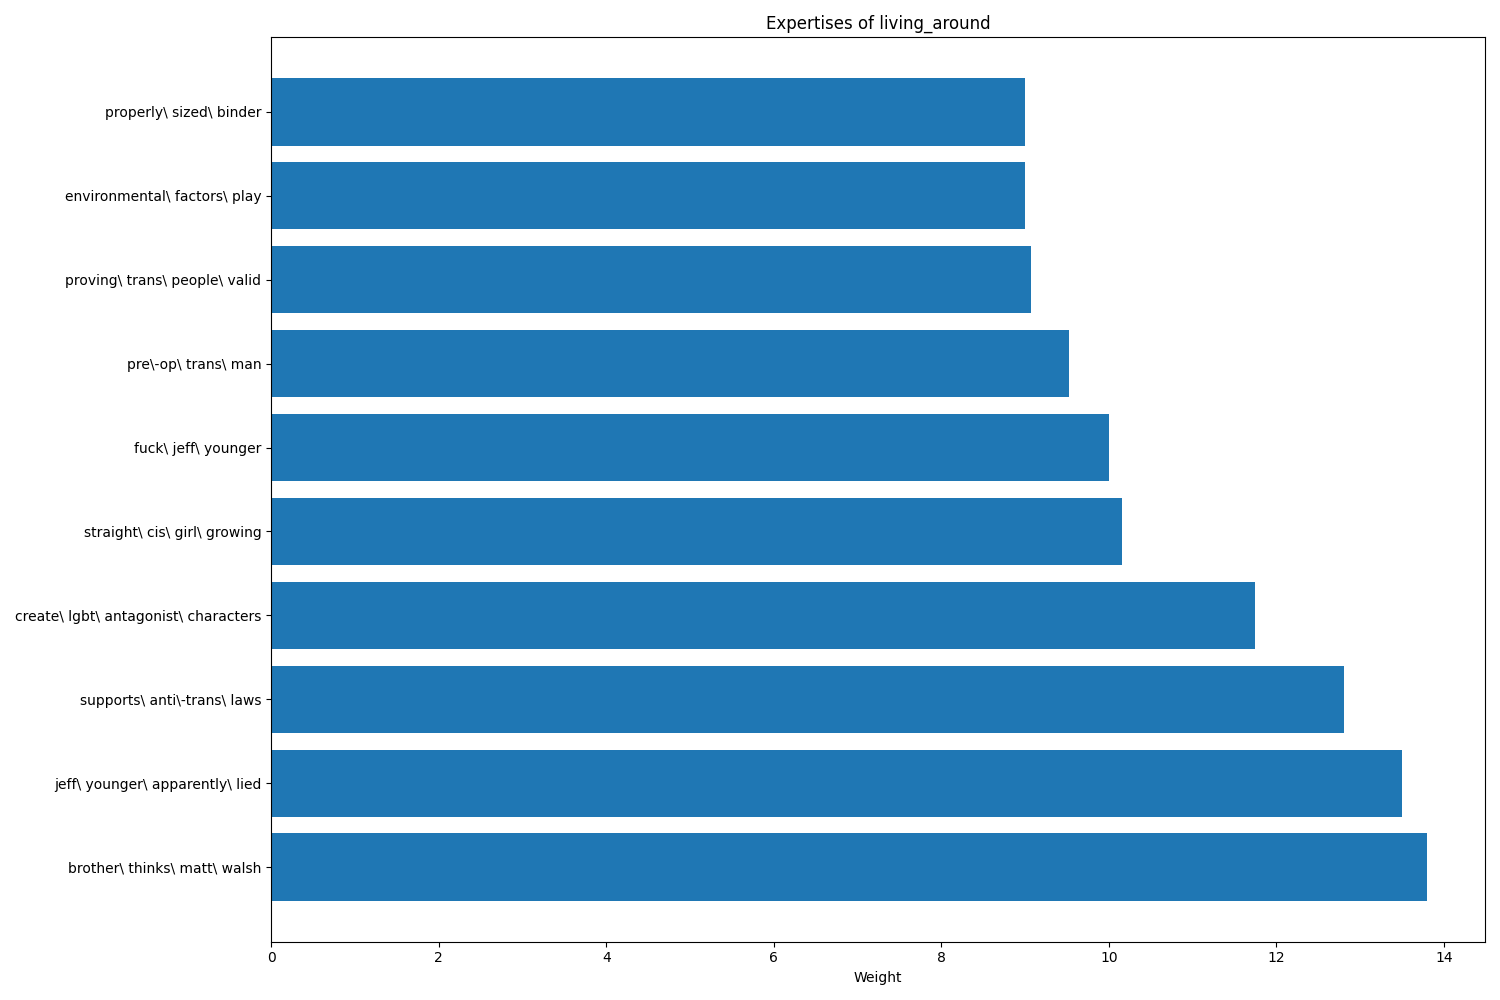 Expertises of living_around
properly\ sized\ binder
environmental\ factors\ play
proving\ trans\ people\ valid
pre\-op\ trans\ man
fuck\ jeff\ younger
straight\ cis\ girl\ growing
create\ lgbt\ antagonist\ characters
supports\ anti\-trans\ laws
jeff\ younger\ apparently\ lied
brother\ thinks\ matt\ walsh
0 2 4 6 8 10 12 14
Weight